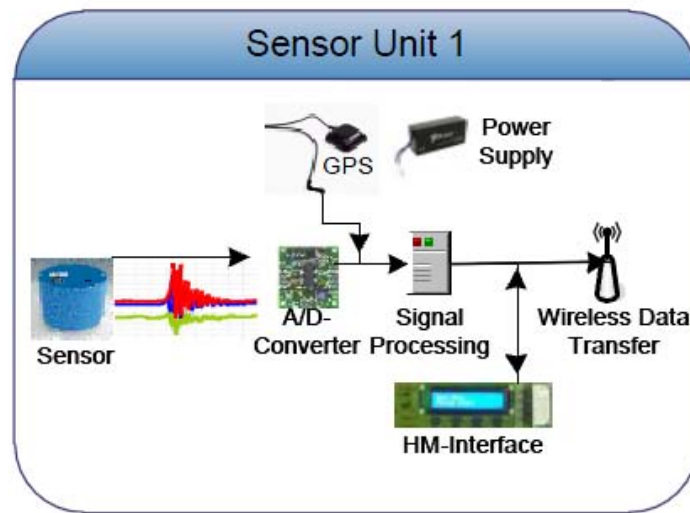 Sensor Unit 1
GPS
Power
Supply
Sensor
A/D-
Converter
Signal
Processing
Wireless Data
Transfer
HM-Interface